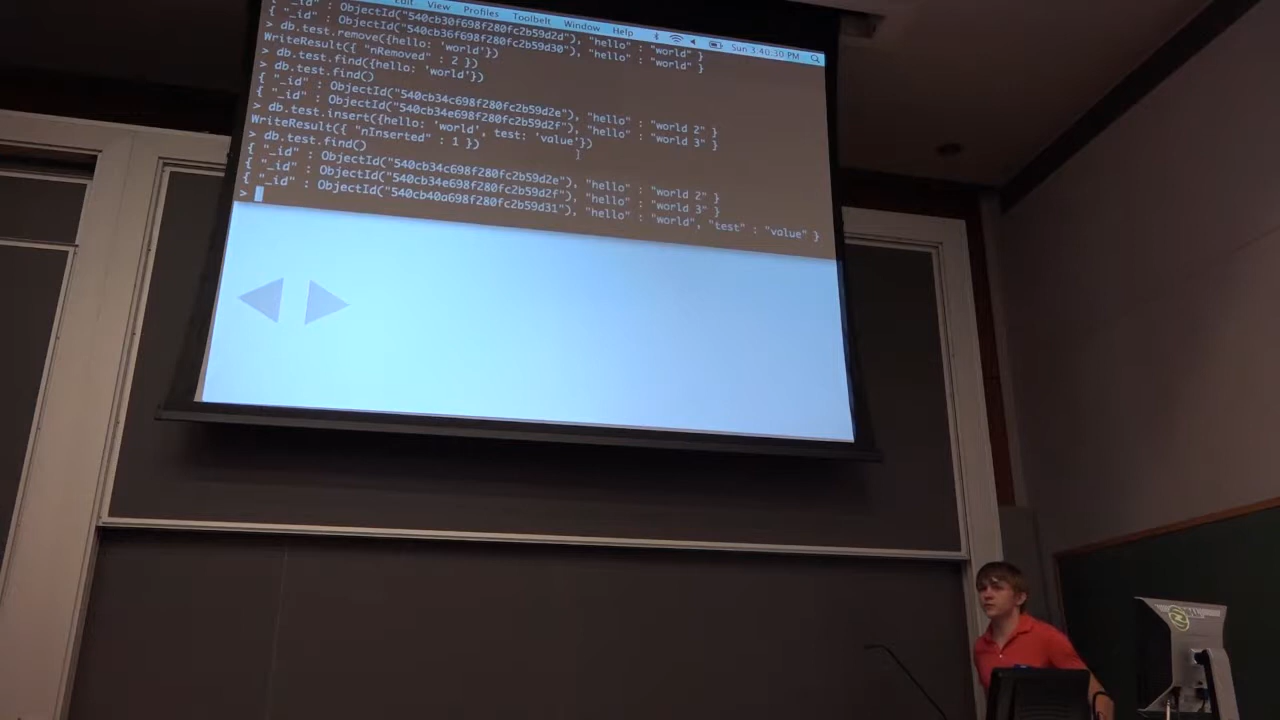 Edit View Profiles Toolbelt Window Help Sun 3:40:30 PM
{ "_id" : ObjectId("540cb30f698f280fc2b59d2d"), "hello" : "world" }
{ "_id" : ObjectId("540cb36f698f280fc2b59d30"), "hello" : "world" }
> db.test.remove({hello: 'world'})
WriteResult({ "nRemoved" : 2 })
> db.test.find({hello: 'world'})
> db.test.find()
{ "_id" : ObjectId("540cb34c698f280fc2b59d2e"), "hello" : "world 2" }
{ "_id" : ObjectId("540cb34e698f280fc2b59d2f"), "hello" : "world 3" }
> db.test.insert({hello: 'world', test: 'value'})
WriteResult({ "nInserted" : 1 })
> db.test.find()
{ "_id" : ObjectId("540cb34c698f280fc2b59d2e"), "hello" : "world 2" }
{ "_id" : ObjectId("540cb34e698f280fc2b59d2f"), "hello" : "world 3" }
{ "_id" : ObjectId("540cb40a698f280fc2b59d31"), "hello" : "world", "test" : "value" }
>